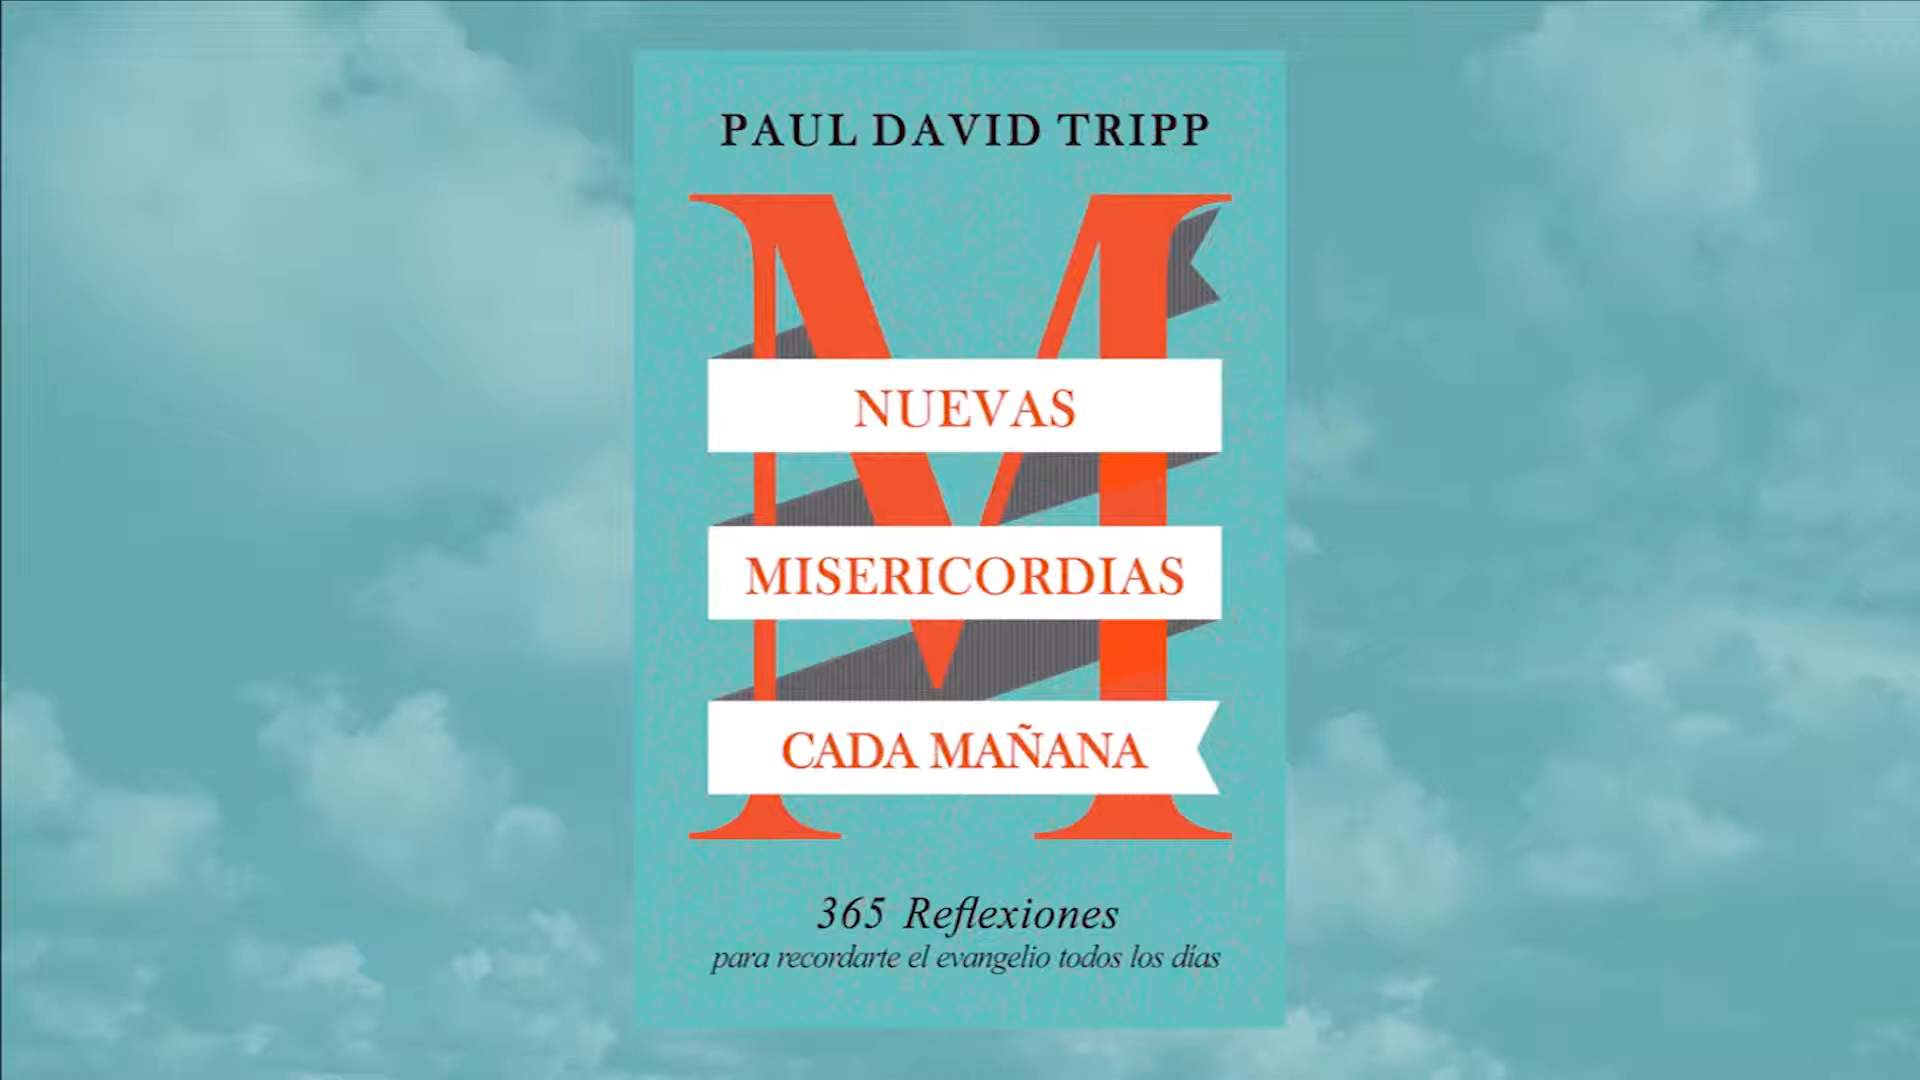 PAUL DAVID TRIPP
NUEVAS
MISERICORDIAS
CADA MAÑANA
365 Reflexiones
para recordarte el evangelio todos los días